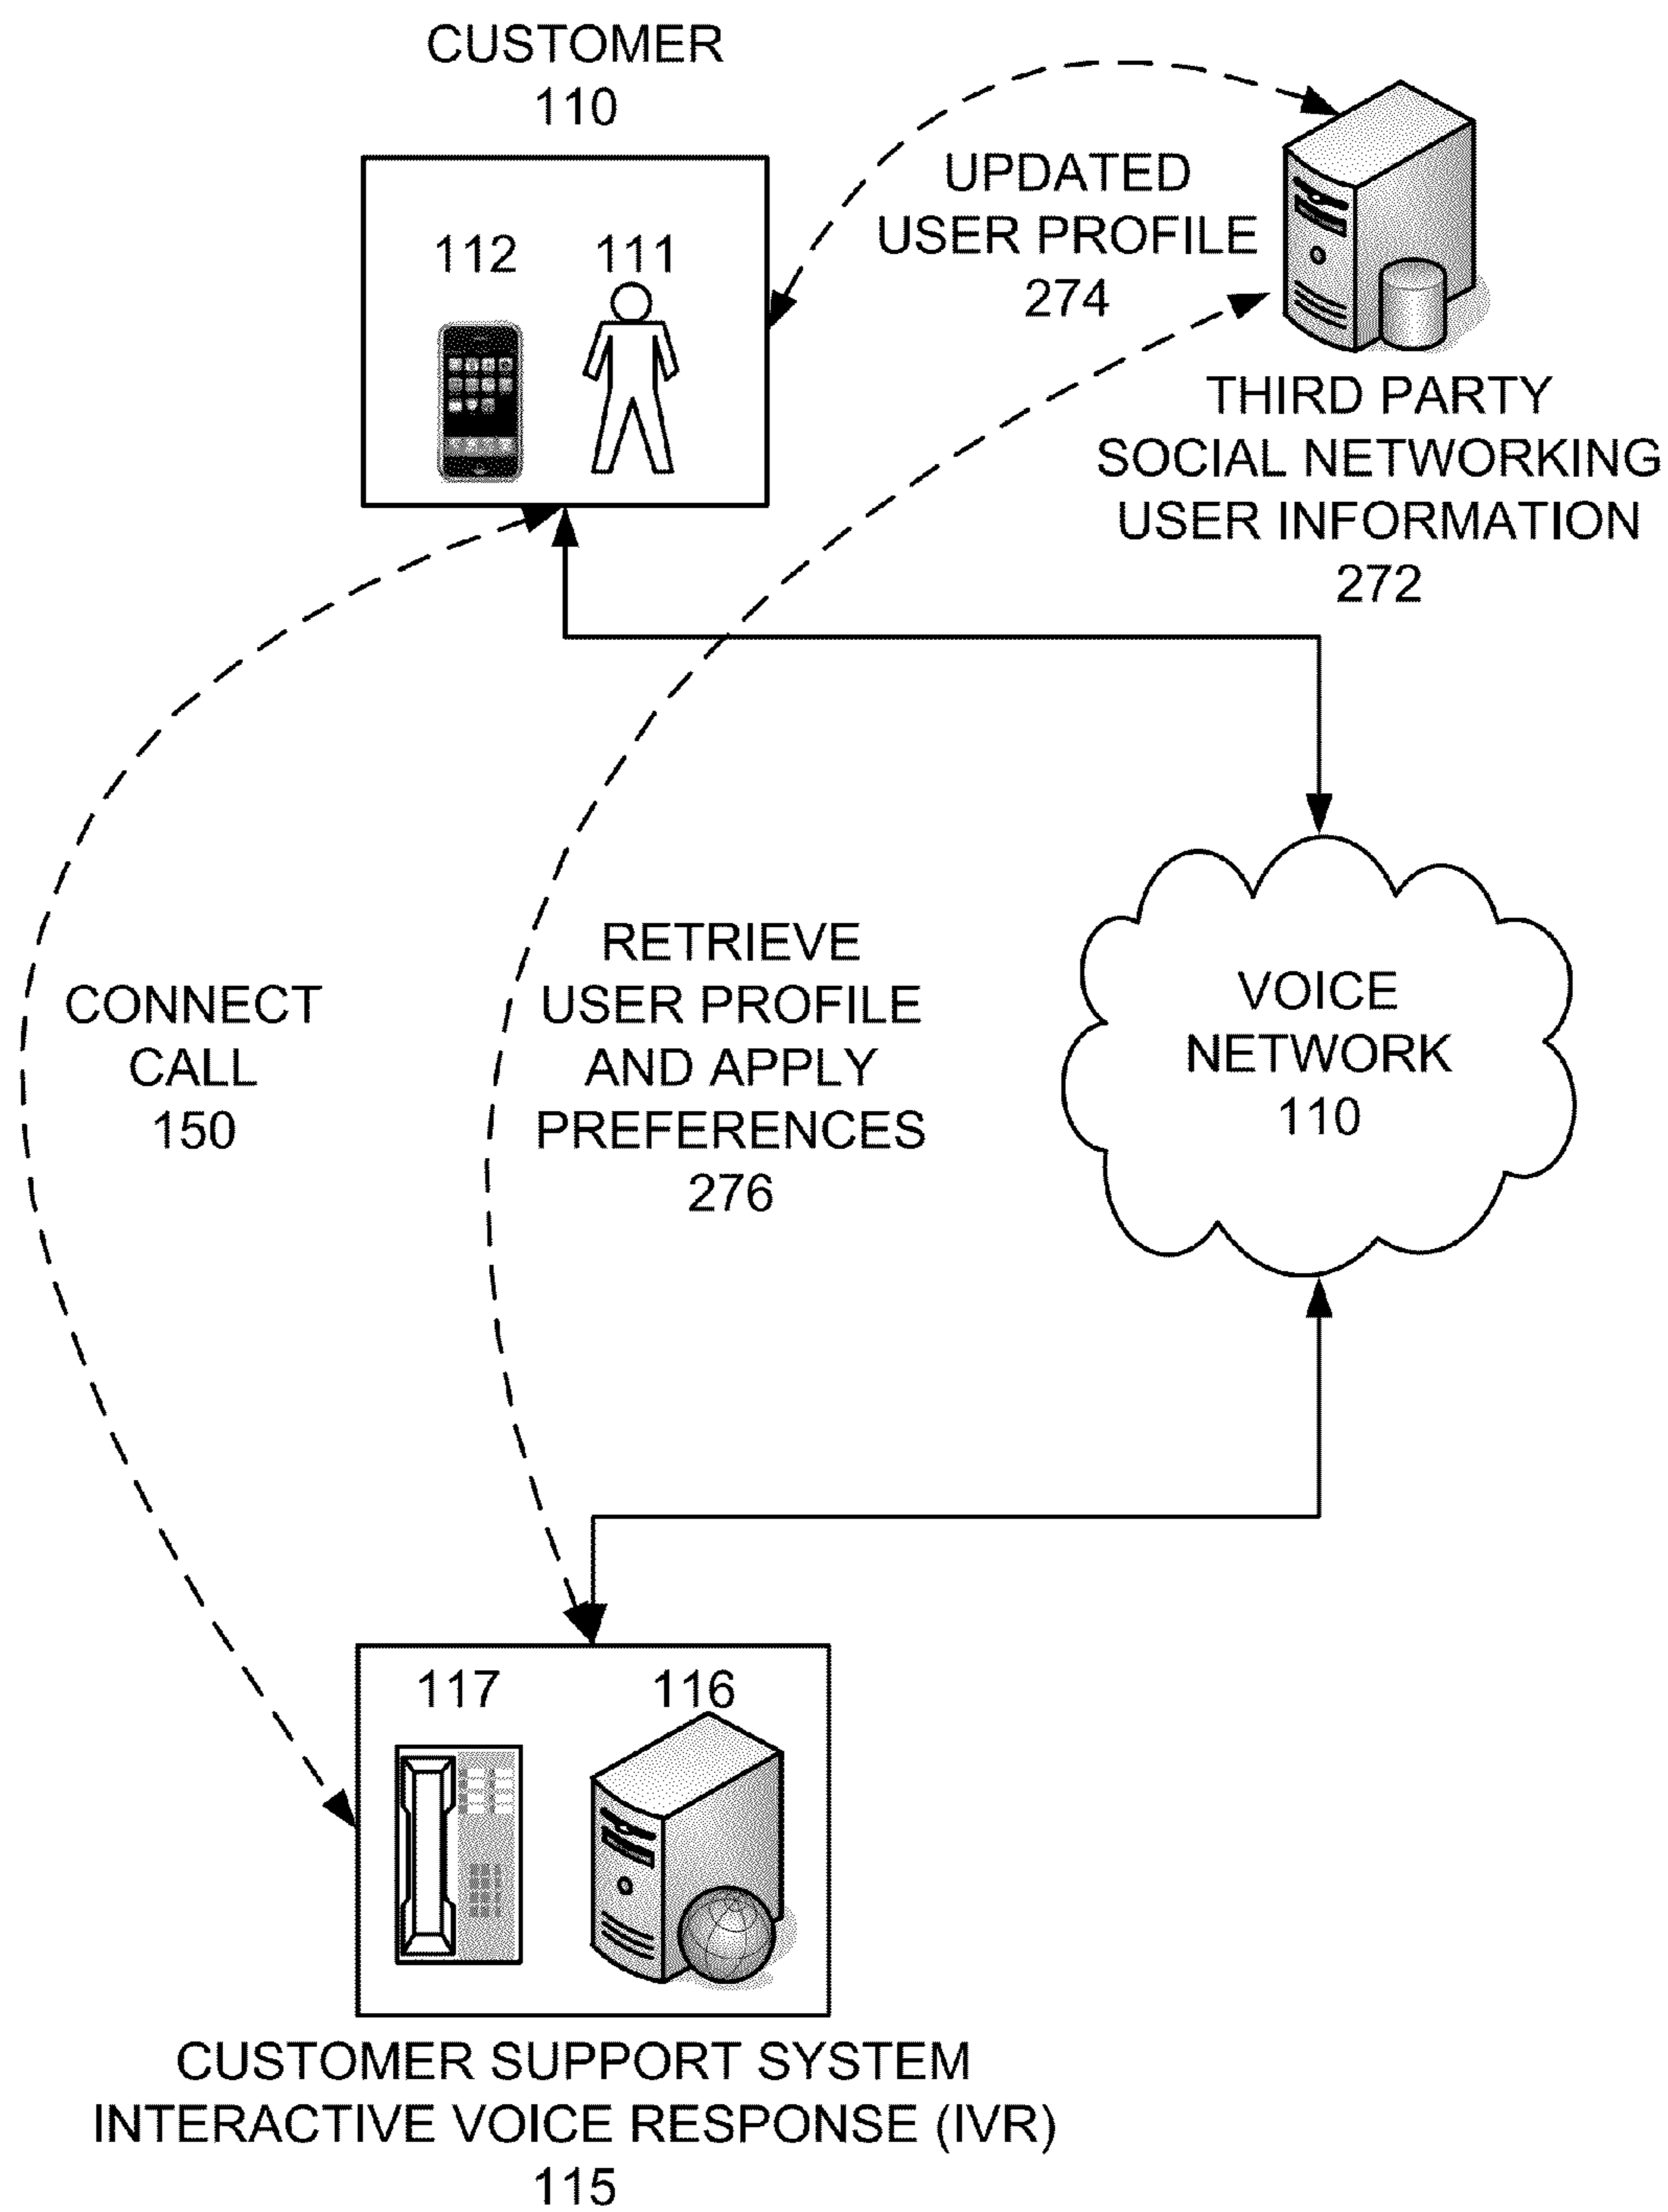 CUSTOMER
110
112
111
UPDATED
USER PROFILE
274
THIRD PARTY
SOCIAL NETWORKING
USER INFORMATION
272
CONNECT
CALL
150
RETRIEVE
USER PROFILE
AND APPLY
PREFERENCES
276
VOICE
NETWORK
110
117
116
CUSTOMER SUPPORT SYSTEM
INTERACTIVE VOICE RESPONSE (IVR)
115